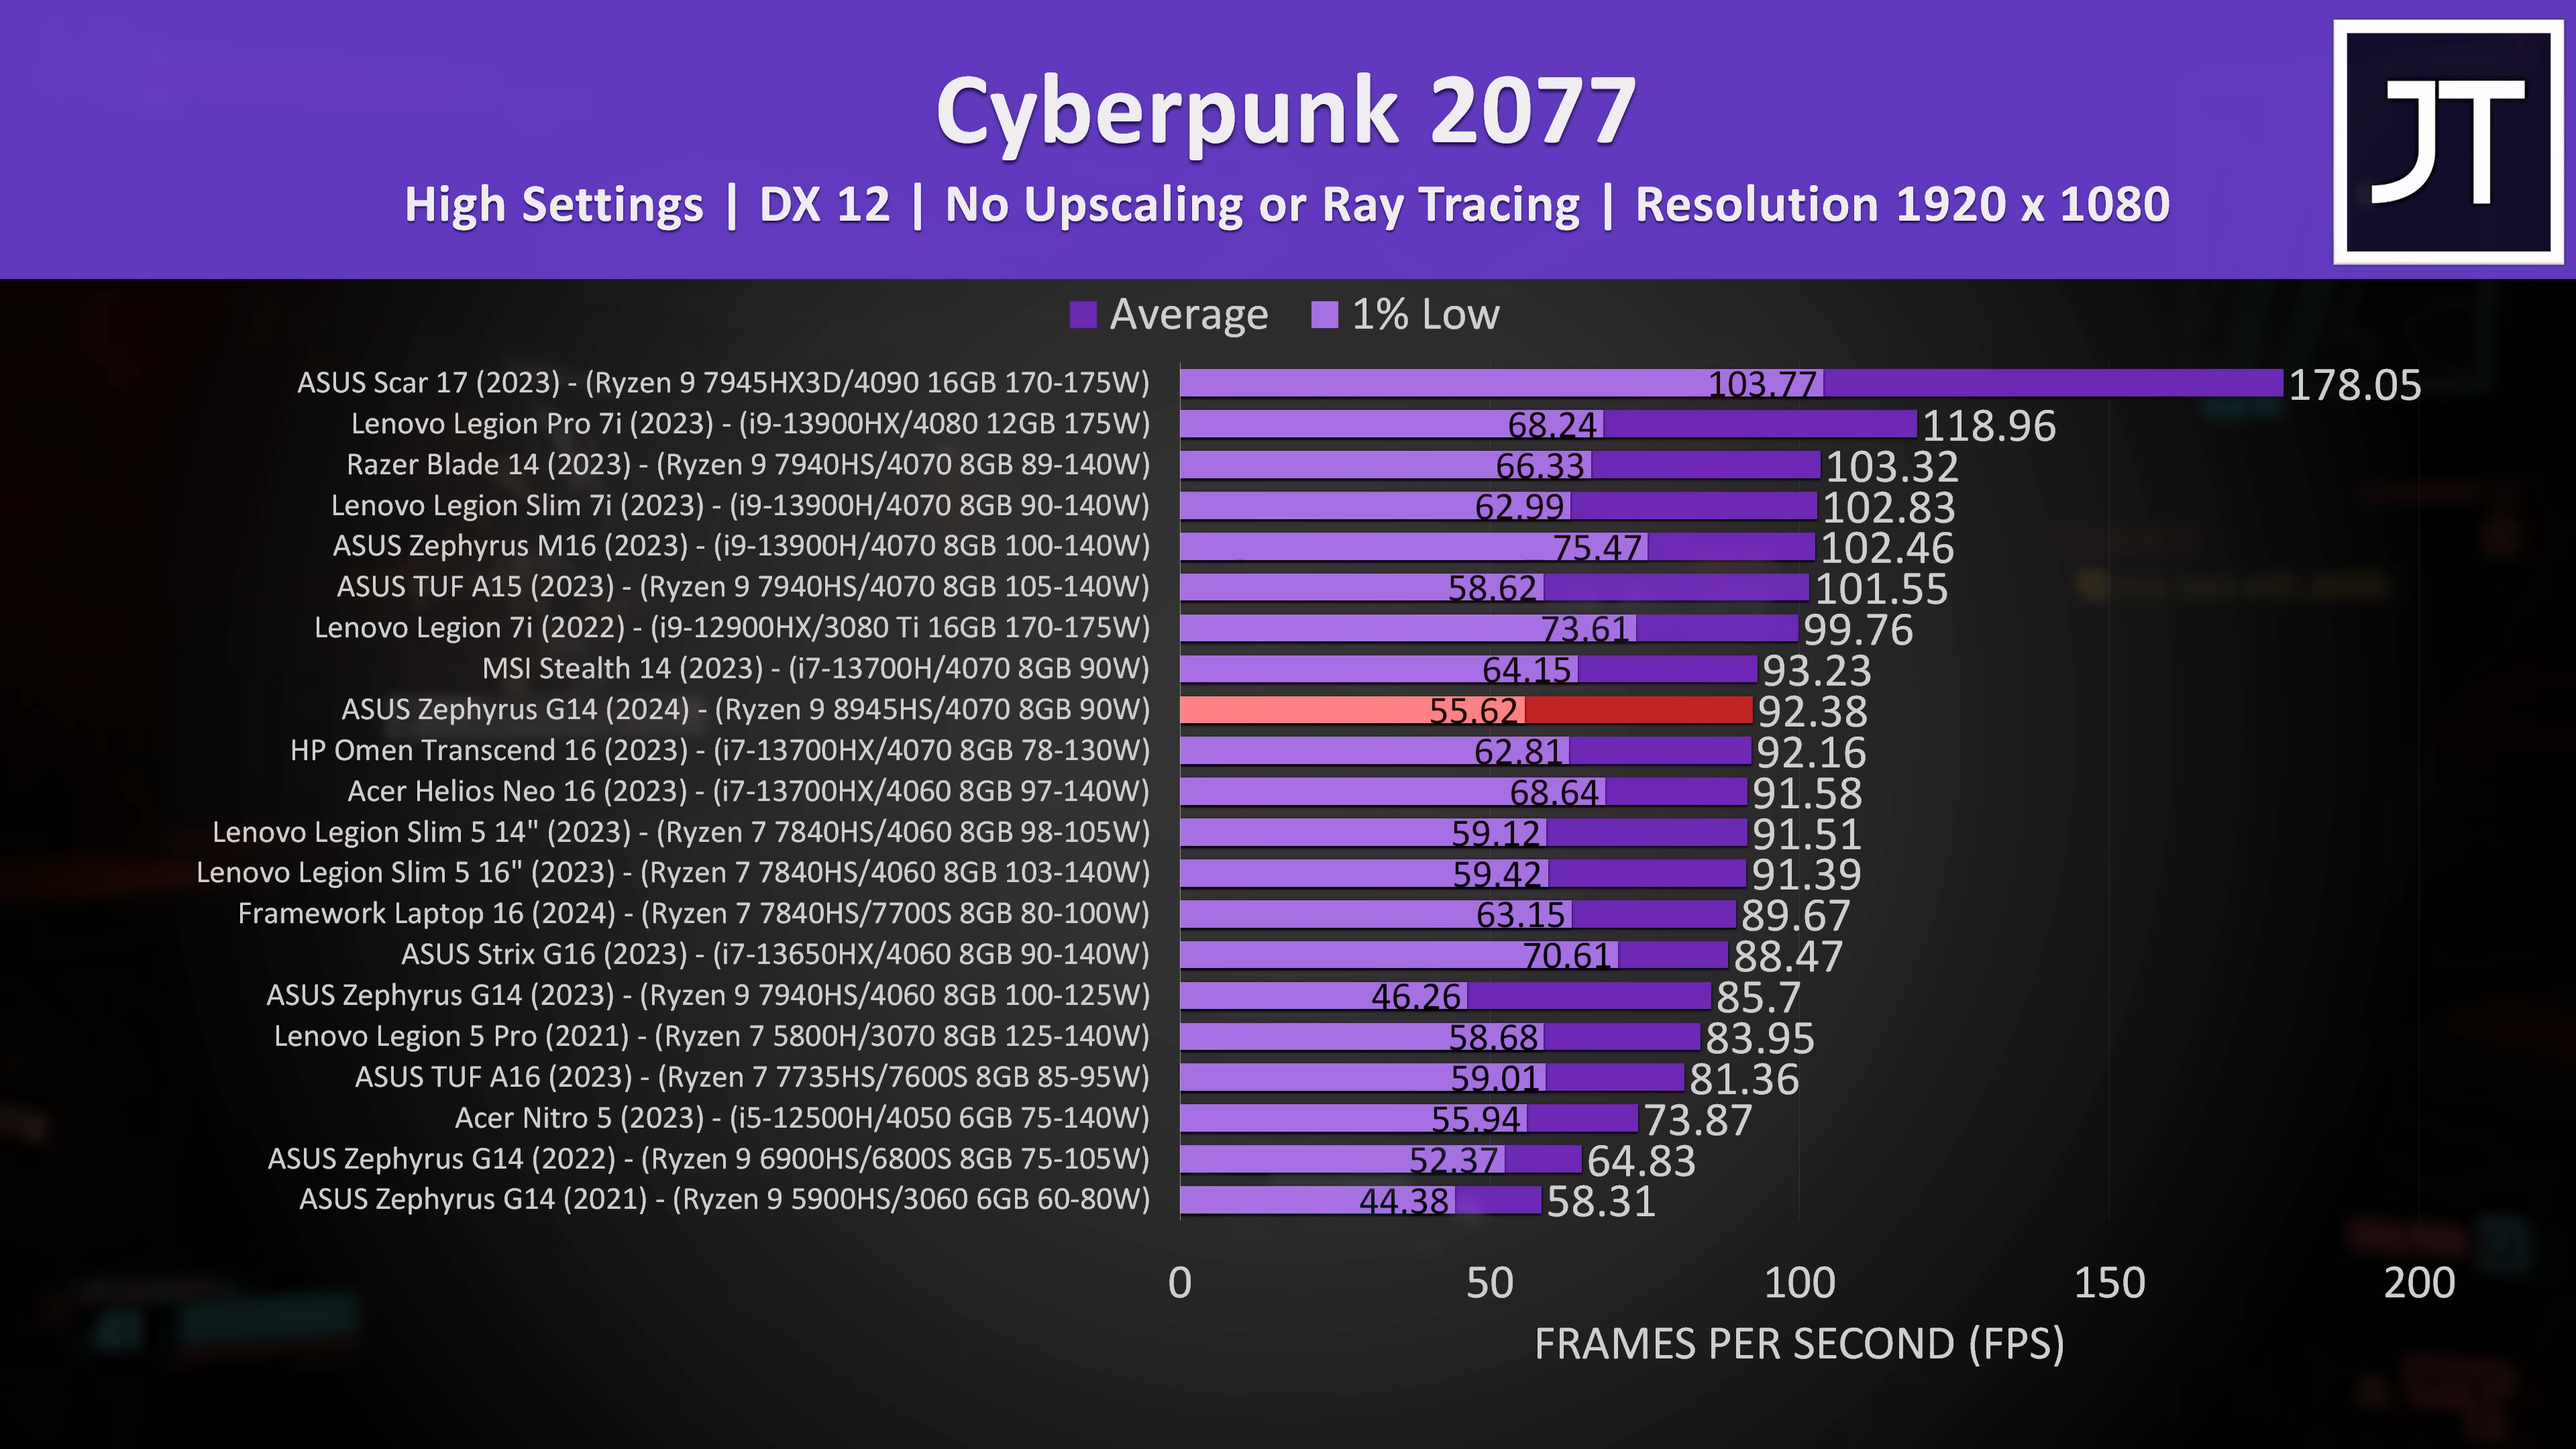 Cyberpunk 2077
JT
High Settings | DX 12 | No Upscaling or Ray Tracing | Resolution 1920 x 1080
Average 1% Low
ASUS Scar 17 (2023) - (Ryzen 9 7945HX3D/4090 16GB 170-175W) 103.77 178.05
Lenovo Legion Pro 7i (2023) - (i9-13900HX/4080 12GB 175W) 68.24 118.96
Razer Blade 14 (2023) - (Ryzen 9 7940HS/4070 8GB 89-140W) 66.33 103.32
Lenovo Legion Slim 7i (2023) - (i9-13900H/4070 8GB 90-140W) 62.99 102.83
ASUS Zephyrus M16 (2023) - (i9-13900H/4070 8GB 100-140W) 75.47 102.46
ASUS TUF A15 (2023) - (Ryzen 9 7940HS/4070 8GB 105-140W) 58.62 101.55
Lenovo Legion 7i (2022) - (i9-12900HX/3080 Ti 16GB 170-175W) 73.61 99.76
MSI Stealth 14 (2023) - (i7-13700H/4070 8GB 90W) 64.15 93.23
ASUS Zephyrus G14 (2024) - (Ryzen 9 8945HS/4070 8GB 90W) 55.62 92.38
HP Omen Transcend 16 (2023) - (i7-13700HX/4070 8GB 78-130W) 62.81 92.16
Acer Helios Neo 16 (2023) - (i7-13700HX/4060 8GB 97-140W) 68.64 91.58
Lenovo Legion Slim 5 14" (2023) - (Ryzen 7 7840HS/4060 8GB 98-105W) 59.12 91.51
Lenovo Legion Slim 5 16" (2023) - (Ryzen 7 7840HS/4060 8GB 103-140W) 59.42 91.39
Framework Laptop 16 (2024) - (Ryzen 7 7840HS/7700S 8GB 80-100W) 63.15 89.67
ASUS Strix G16 (2023) - (i7-13650HX/4060 8GB 90-140W) 70.61 88.47
ASUS Zephyrus G14 (2023) - (Ryzen 9 7940HS/4060 8GB 100-125W) 46.26 85.7
Lenovo Legion 5 Pro (2021) - (Ryzen 7 5800H/3070 8GB 125-140W) 58.68 83.95
ASUS TUF A16 (2023) - (Ryzen 7 7735HS/7600S 8GB 85-95W) 59.01 81.36
Acer Nitro 5 (2023) - (i5-12500H/4050 6GB 75-140W) 55.94 73.87
ASUS Zephyrus G14 (2022) - (Ryzen 9 6900HS/6800S 8GB 75-105W) 52.37 64.83
ASUS Zephyrus G14 (2021) - (Ryzen 9 5900HS/3060 6GB 60-80W) 44.38 58.31
0 50 100 150 200
FRAMES PER SECOND (FPS)